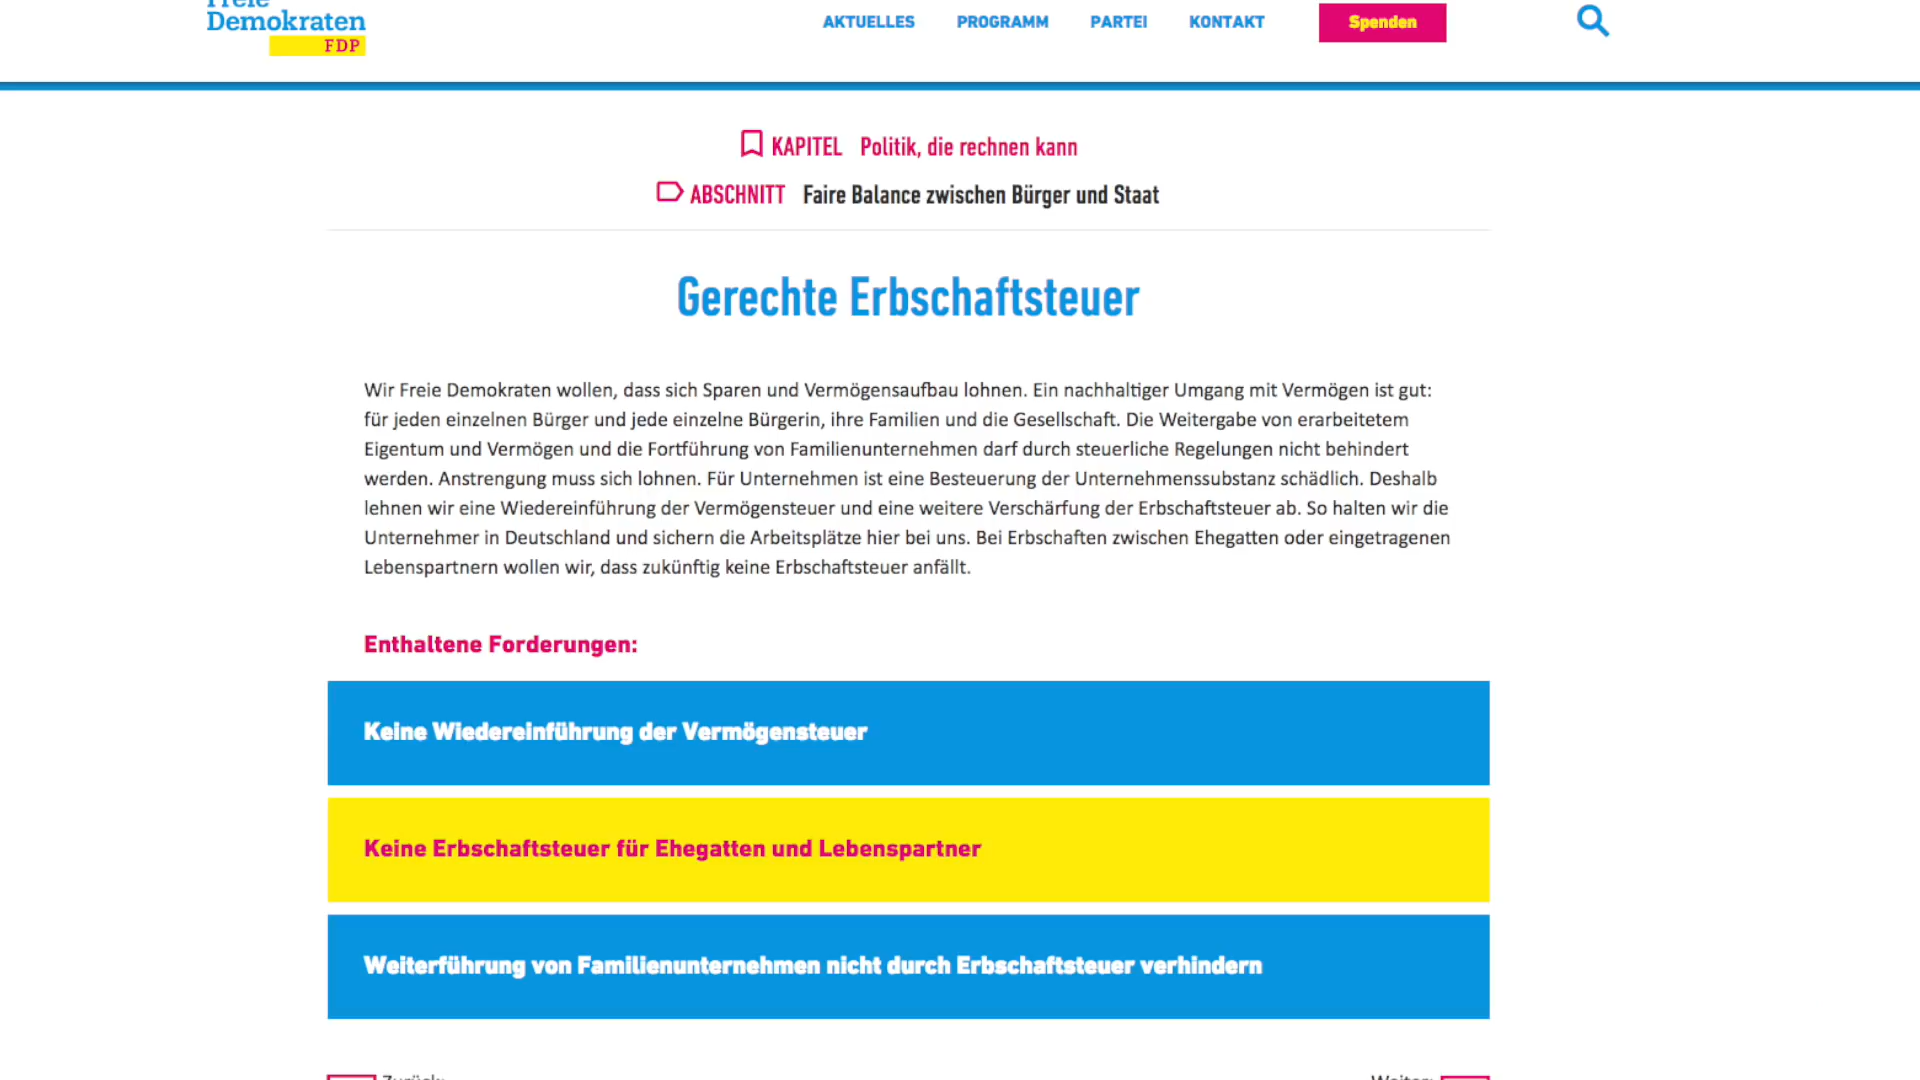 Freie
Demokraten
FDP
AKTUELLES PROGRAMM PARTEI KONTAKT Spenden
KAPITEL Politik, die rechnen kann
ABSCHNITT Faire Balance zwischen Bürger und Staat
Gerechte Erbschaftsteuer
Wir Freie Demokraten wollen, dass sich Sparen und Vermögensaufbau lohnen. Ein nachhaltiger Umgang mit Vermögen ist gut:
für jeden einzelnen Bürger und jede einzelne Bürgerin, ihre Familien und die Gesellschaft. Die Weitergabe von erarbeitetem
Eigentum und Vermögen und die Fortführung von Familienunternehmen darf durch steuerliche Regelungen nicht behindert
werden. Anstrengung muss sich lohnen. Für Unternehmen ist eine Besteuerung der Unternehmenssubstanz schädlich. Deshalb
lehnen wir eine Wiedereinführung der Vermögensteuer und eine weitere Verschärfung der Erbschaftsteuer ab. So halten wir die
Unternehmer in Deutschland und sichern die Arbeitsplätze hier bei uns. Bei Erbschaften zwischen Ehegatten oder eingetragenen
Lebenspartnern wollen wir, dass zukünftig keine Erbschaftsteuer anfällt.
Enthaltene Forderungen:
Keine Wiedereinführung der Vermögensteuer
Keine Erbschaftsteuer für Ehegatten und Lebenspartner
Weiterführung von Familienunternehmen nicht durch Erbschaftsteuer verhindern
Zurück: Weiter: